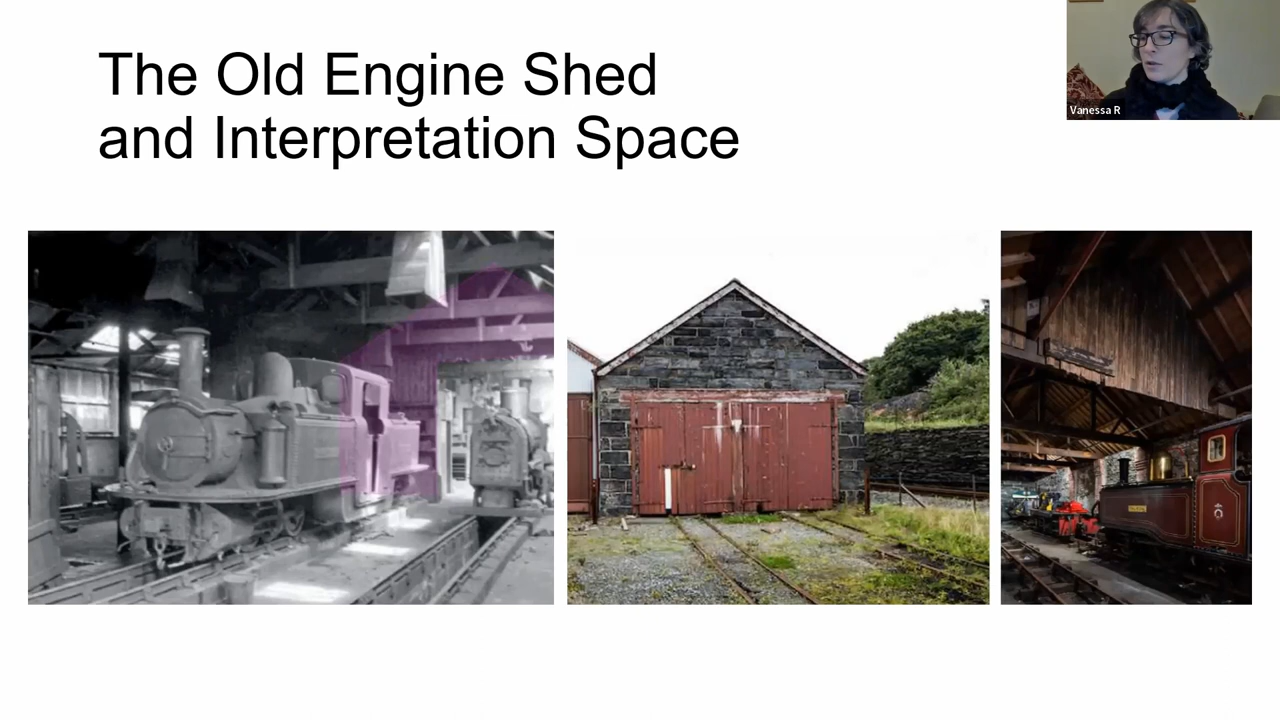 The Old Engine Shed
and Interpretation Space
Vanessa R